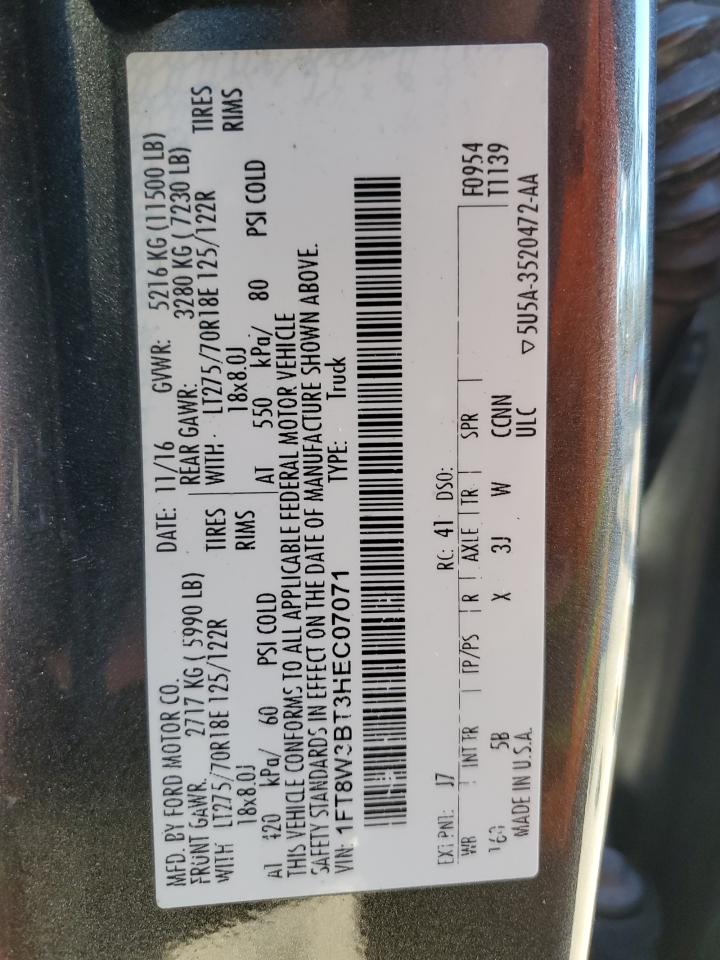 MFD. BY FORD MOTOR CO. DATE: 11/16 GVWR: 5216 KG (11500 LB)
FRONT GAWR: 2717 KG ( 5990 LB) REAR GAWR: 3280 KG ( 7230 LB)
WITH LT275/70R18E 125/122R TIRES WITH: LT275/70R18E 125/122R TIRES
18x8.0J RIMS 18x8.0J RIMS
AT 420 kPa/ 60 PSI COLD AT 550 kPa/ 80 PSI COLD
THIS VEHICLE CONFORMS TO ALL APPLICABLE FEDERAL MOTOR VEHICLE
SAFETY STANDARDS IN EFFECT ON THE DATE OF MANUFACTURE SHOWN ABOVE.
VIN: 1FT8W3BT3HEC07071 TYPE: Truck
EXT PNT: J7 RC: 41 DSO: F0954
WB INT TR TP/PS R AXLE TR SPR T1139
160 5B X 3J W CCNN
MADE IN U.S.A. ULC ▽5U5A-3520472-AA